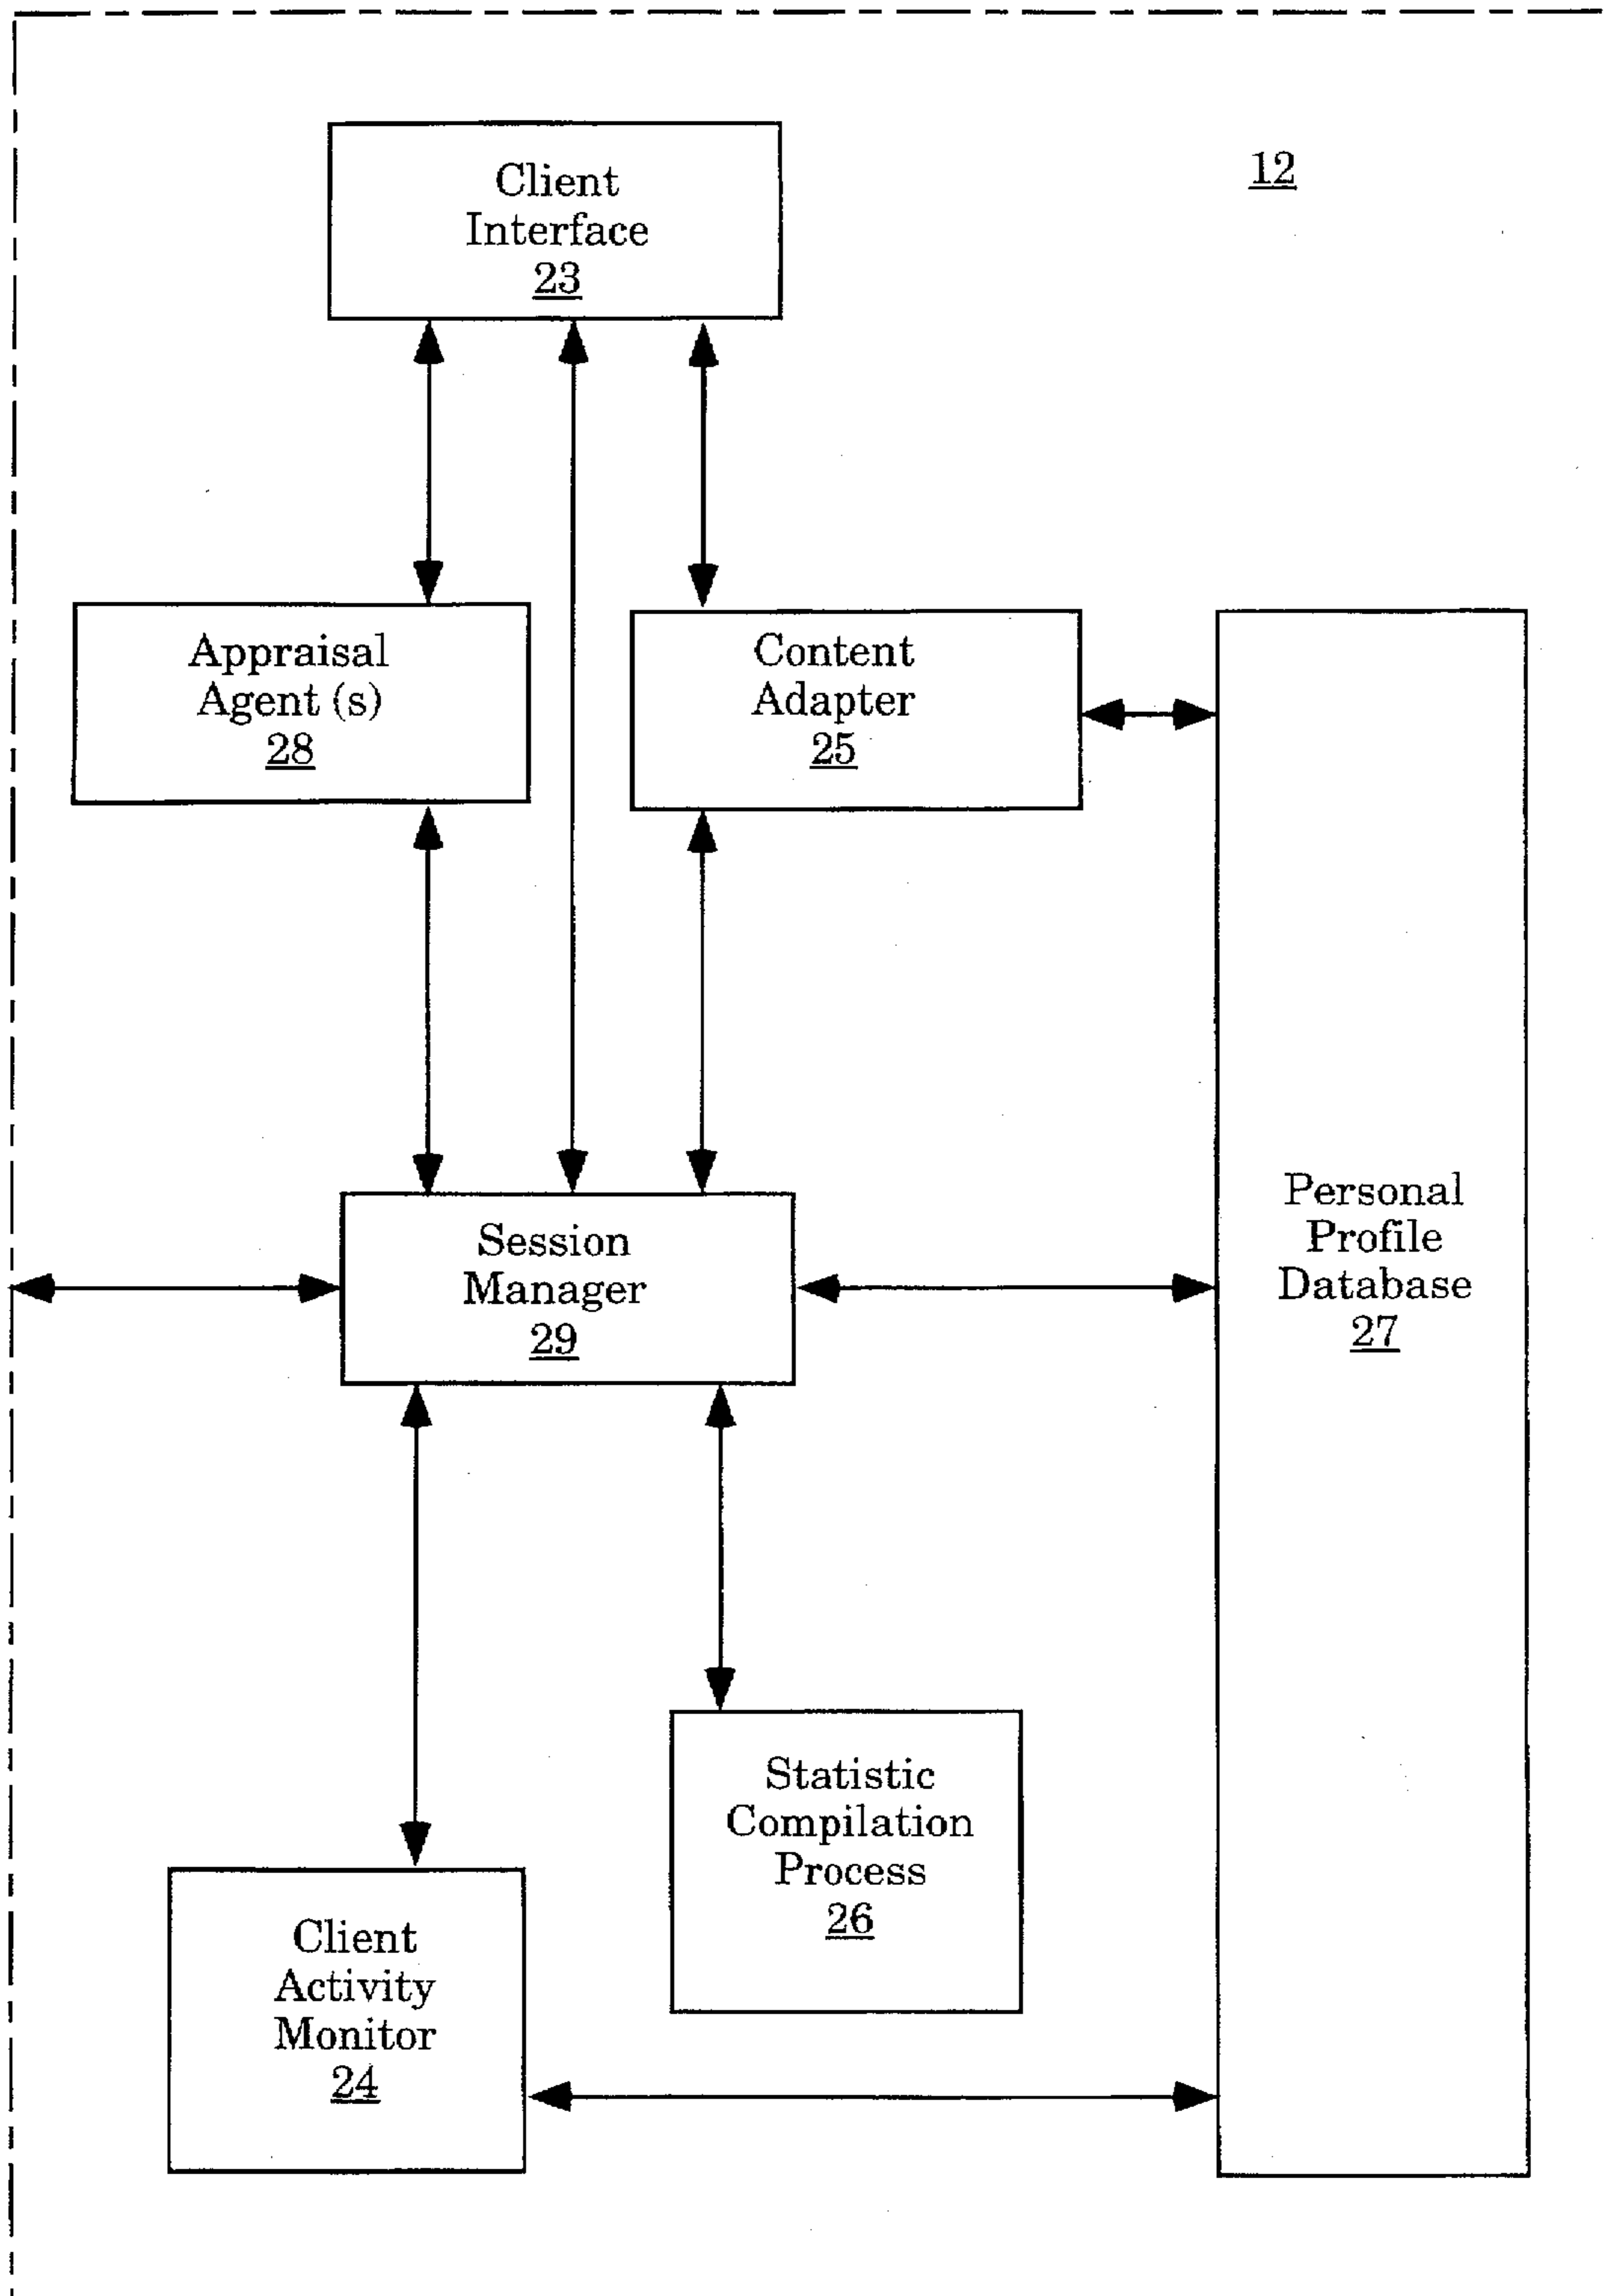 12
Client
Interface
23
Appraisal
Agent (s)
28
Content
Adapter
25
Personal
Profile
Database
27
Session
Manager
29
Statistic
Compilation
Process
26
Client
Activity
Monitor
24